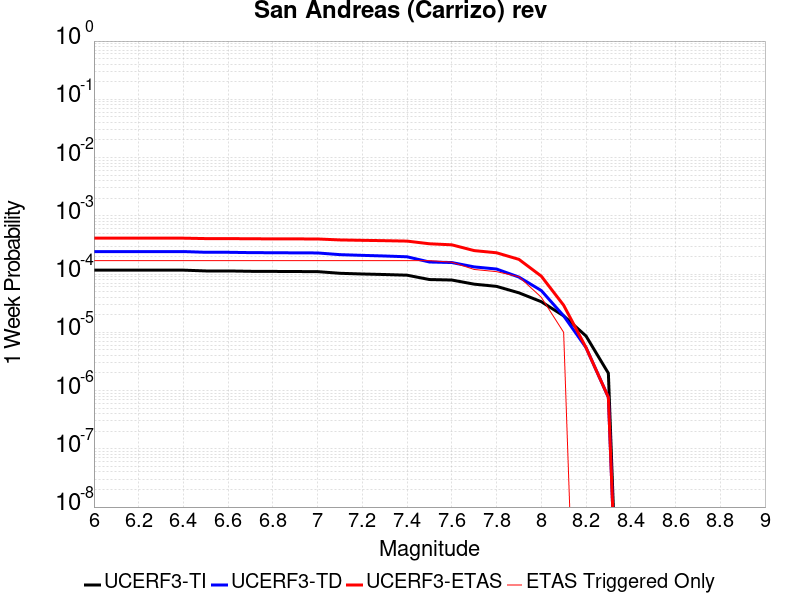 San Andreas (Carrizo) rev
10^0
10^-1
10^-2
10^-3
10^-4
10^-5
10^-6
10^-7
10^-8
1 Week Probability
6 6.2 6.4 6.6 6.8 7 7.2 7.4 7.6 7.8 8 8.2 8.4 8.6 8.8 9
Magnitude
UCERF3-TI UCERF3-TD UCERF3-ETAS ETAS Triggered Only